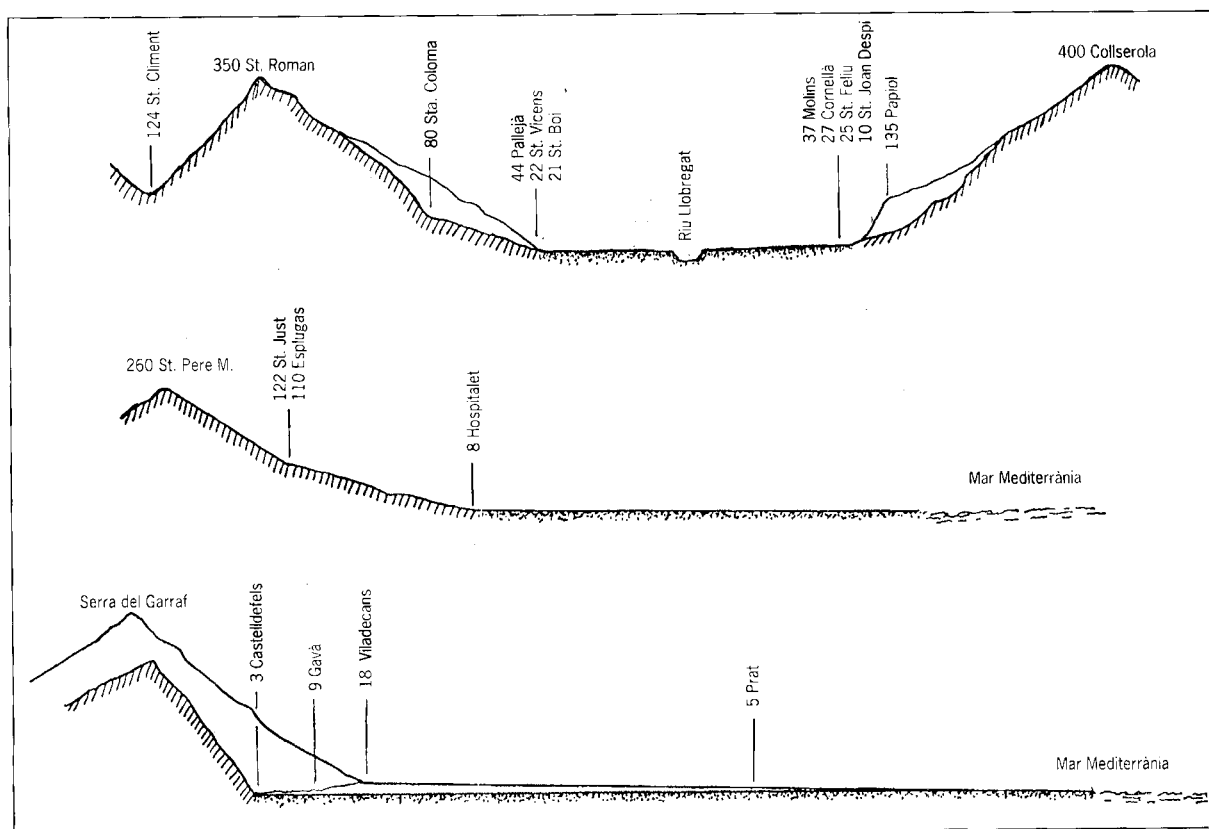 124 St. Climent
350 St. Roman
80 Sta. Coloma
44 Pallejà
22 St. Vicens
21 St. Boi
Riu Llobregat
37 Molins
27 Cornellà
25 St. Feliu
10 St. Joan Despi
135 Papiol
400 Collserola
260 St. Pere M.
122 St. Just
110 Esplugas
8 Hospitalet
Mar Mediterrània
Serra del Garraf
3 Castelldefels
9 Gavà
18 Viladecans
5 Prat
Mar Mediterrània